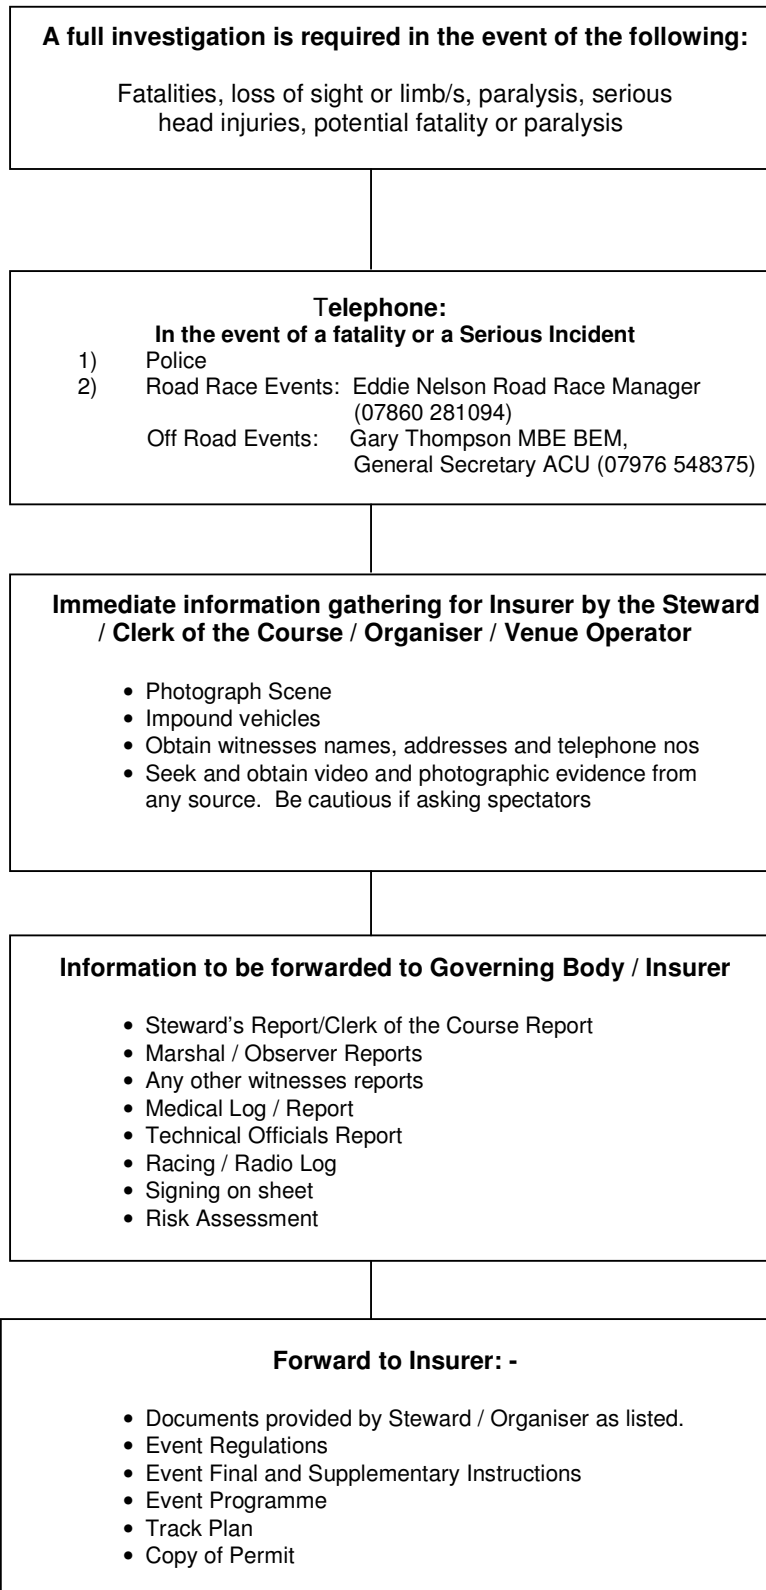 A full investigation is required in the event of the following:
Fatalities, loss of sight or limb/s, paralysis, serious
head injuries, potential fatality or paralysis
Telephone:
In the event of a fatality or a Serious Incident
1) Police
2) Road Race Events: Eddie Nelson Road Race Manager
(07860 281094)
Off Road Events: Gary Thompson MBE BEM,
General Secretary ACU (07976 548375)
Immediate information gathering for Insurer by the Steward
/ Clerk of the Course / Organiser / Venue Operator
• Photograph Scene
• Impound vehicles
• Obtain witnesses names, addresses and telephone nos
• Seek and obtain video and photographic evidence from
any source. Be cautious if asking spectators
Information to be forwarded to Governing Body / Insurer
• Steward's Report/Clerk of the Course Report
• Marshal / Observer Reports
• Any other witnesses reports
• Medical Log / Report
• Technical Officials Report
• Racing / Radio Log
• Signing on sheet
• Risk Assessment
Forward to Insurer: -
• Documents provided by Steward / Organiser as listed.
• Event Regulations
• Event Final and Supplementary Instructions
• Event Programme
• Track Plan
• Copy of Permit